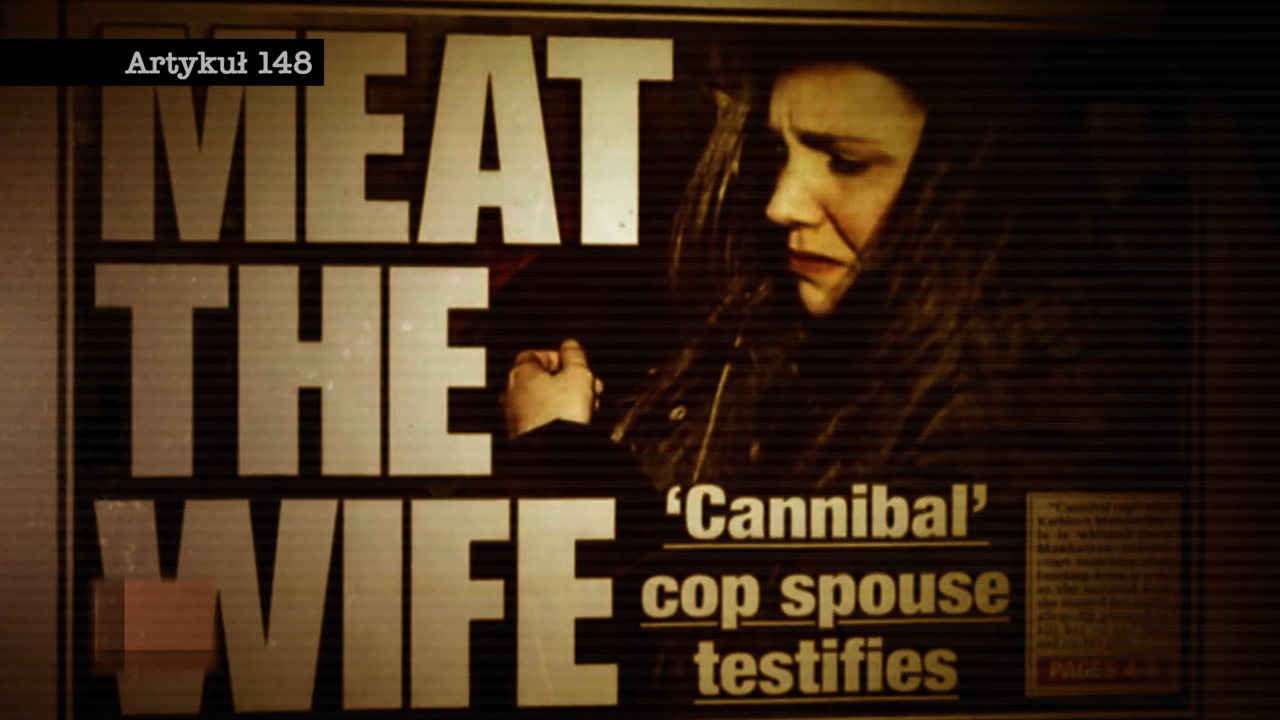 Artykuł 148
MEAT
THE
WIFE
‘Cannibal’
cop spouse
testifies
PAGES 4-5